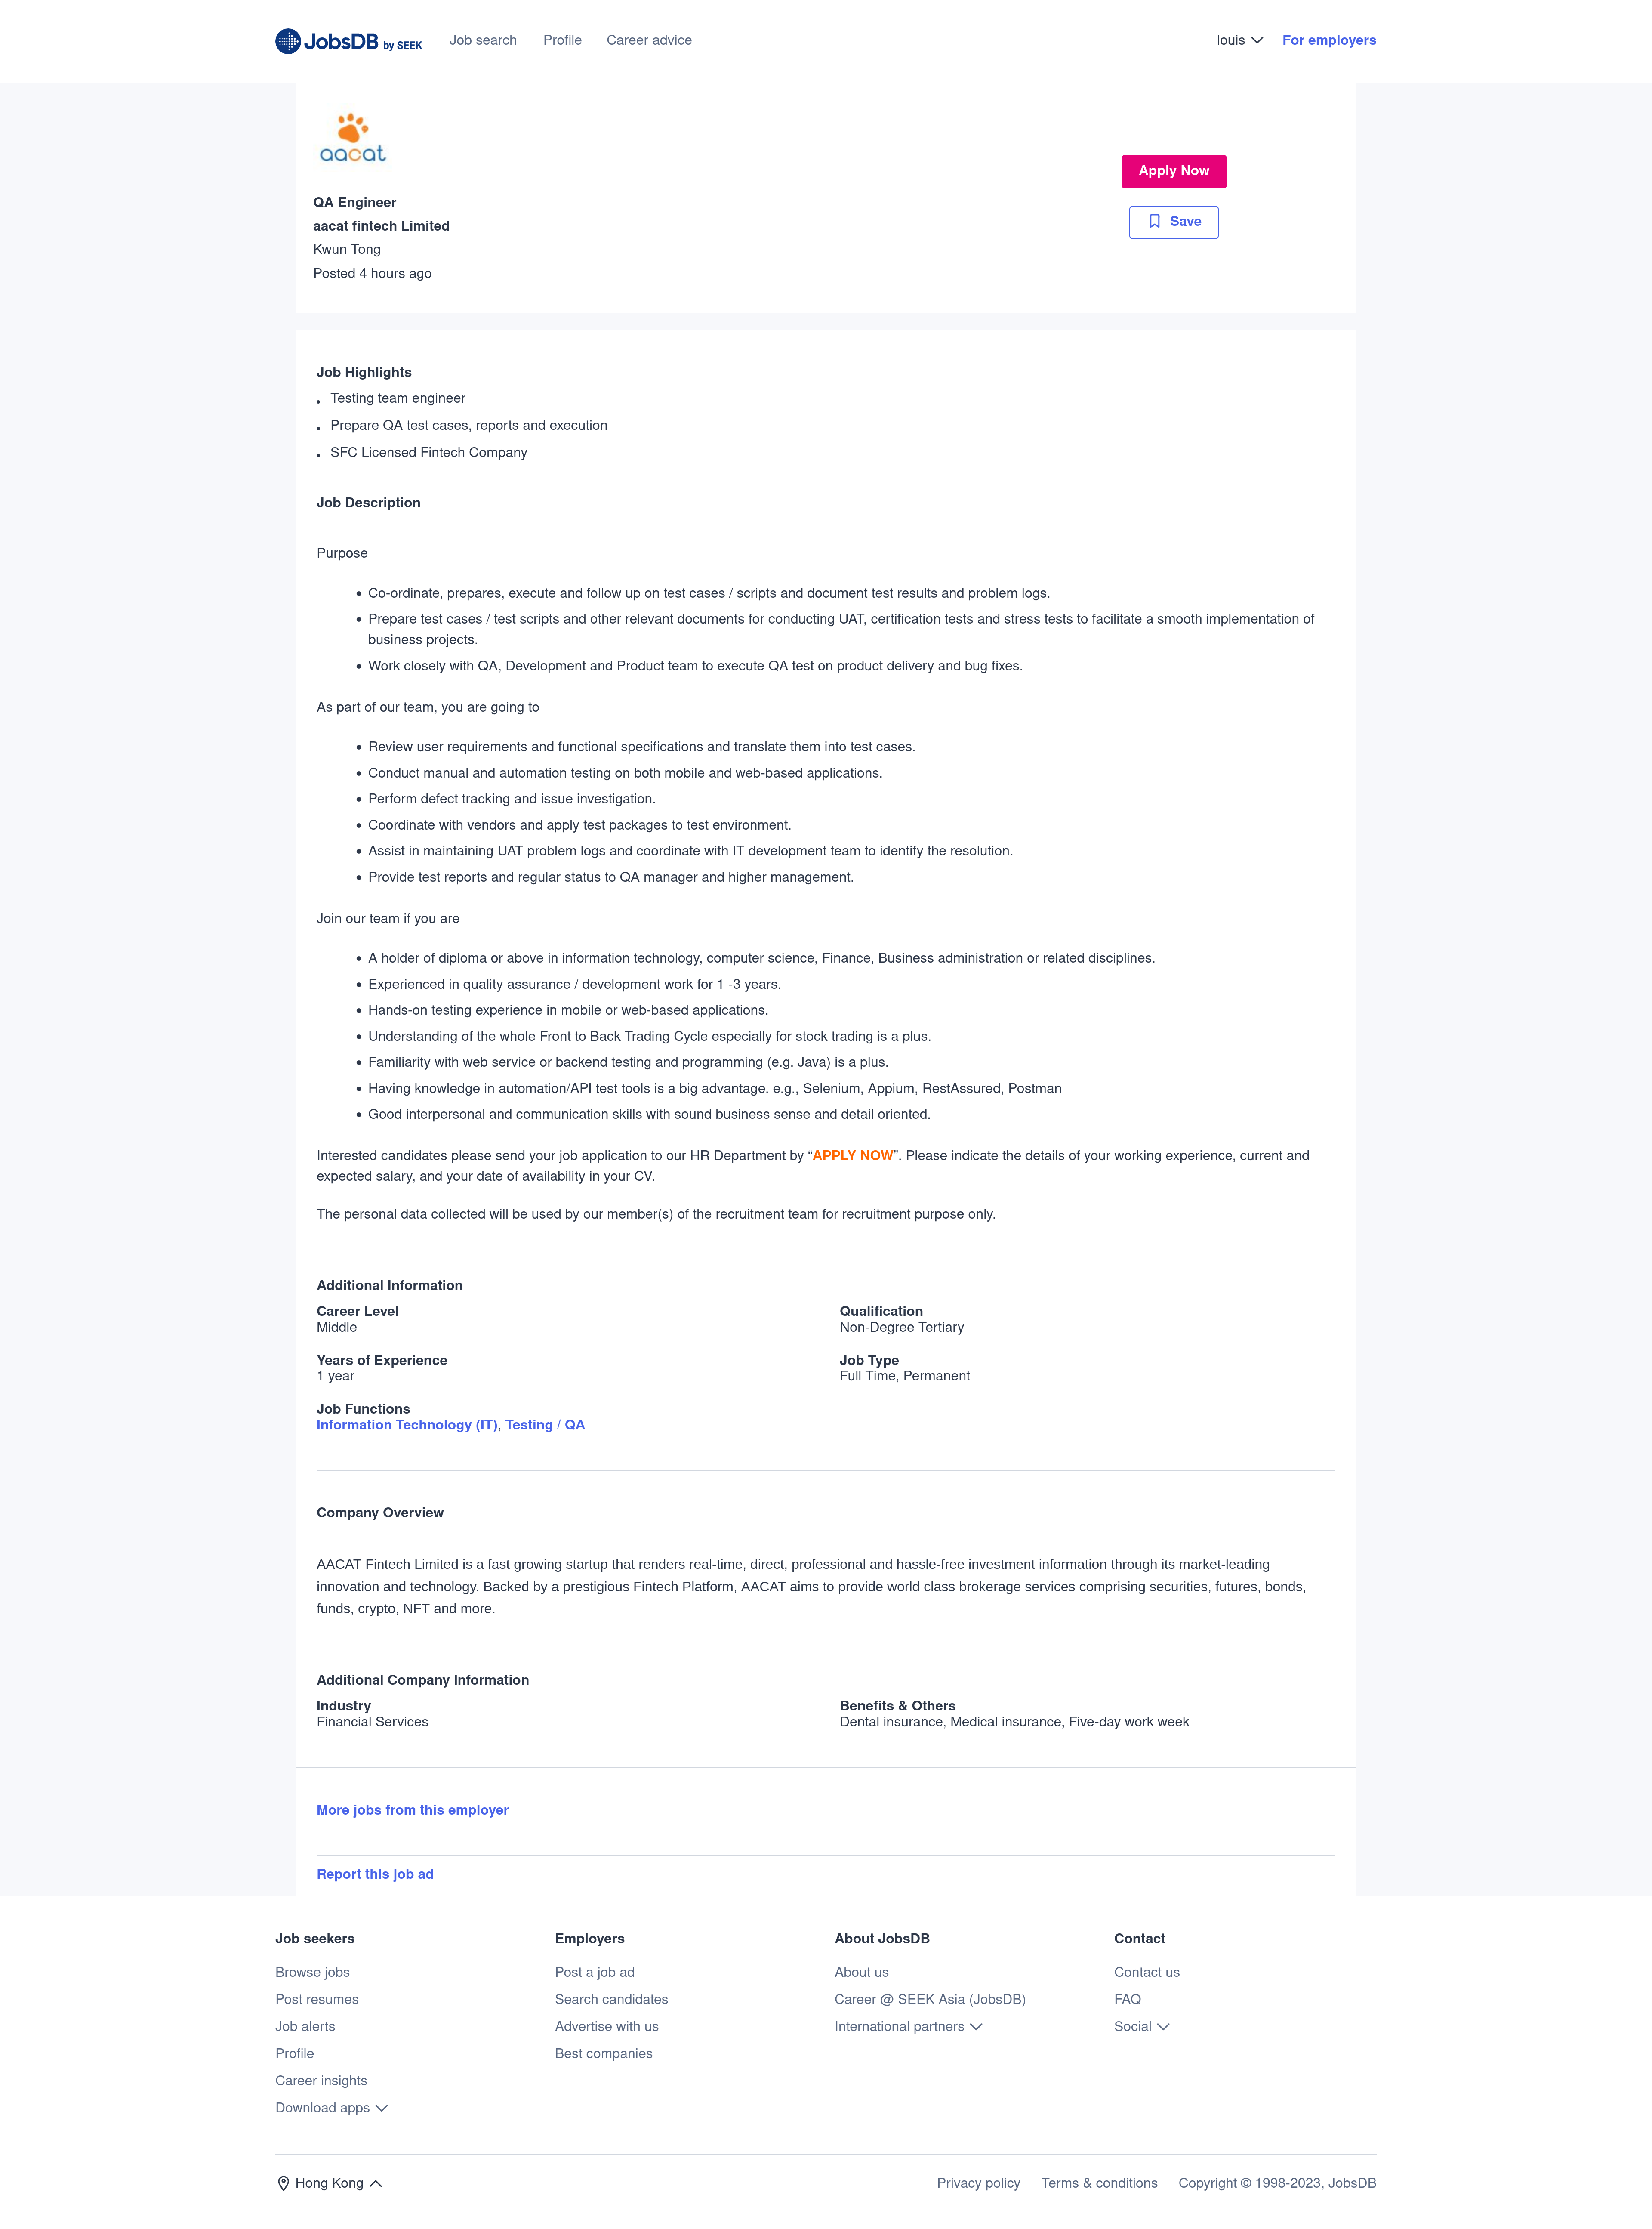 JobsDB by SEEK
Job search
Profile
Career advice
louis
For employers
aacat
Apply Now
Save
QA Engineer
aacat fintech Limited
Kwun Tong
Posted 4 hours ago
Job Highlights
Testing team engineer
Prepare QA test cases, reports and execution
SFC Licensed Fintech Company
Job Description
Purpose
Co-ordinate, prepares, execute and follow up on test cases / scripts and document test results and problem logs.
Prepare test cases / test scripts and other relevant documents for conducting UAT, certification tests and stress tests to facilitate a smooth implementation of
business projects.
Work closely with QA, Development and Product team to execute QA test on product delivery and bug fixes.
As part of our team, you are going to
Review user requirements and functional specifications and translate them into test cases.
Conduct manual and automation testing on both mobile and web-based applications.
Perform defect tracking and issue investigation.
Coordinate with vendors and apply test packages to test environment.
Assist in maintaining UAT problem logs and coordinate with IT development team to identify the resolution.
Provide test reports and regular status to QA manager and higher management.
Join our team if you are
A holder of diploma or above in information technology, computer science, Finance, Business administration or related disciplines.
Experienced in quality assurance / development work for 1 -3 years.
Hands-on testing experience in mobile or web-based applications.
Understanding of the whole Front to Back Trading Cycle especially for stock trading is a plus.
Familiarity with web service or backend testing and programming (e.g. Java) is a plus.
Having knowledge in automation/API test tools is a big advantage. e.g., Selenium, Appium, RestAssured, Postman
Good interpersonal and communication skills with sound business sense and detail oriented.
Interested candidates please send your job application to our HR Department by “APPLY NOW”. Please indicate the details of your working experience, current and
expected salary, and your date of availability in your CV.
The personal data collected will be used by our member(s) of the recruitment team for recruitment purpose only.
Additional Information
Career Level
Middle
Qualification
Non-Degree Tertiary
Years of Experience
1 year
Job Type
Full Time, Permanent
Job Functions
Information Technology (IT), Testing / QA
Company Overview
AACAT Fintech Limited is a fast growing startup that renders real-time, direct, professional and hassle-free investment information through its market-leading
innovation and technology. Backed by a prestigious Fintech Platform, AACAT aims to provide world class brokerage services comprising securities, futures, bonds,
funds, crypto, NFT and more.
Additional Company Information
Industry
Financial Services
Benefits & Others
Dental insurance, Medical insurance, Five-day work week
More jobs from this employer
Report this job ad
Job seekers
Browse jobs
Post resumes
Job alerts
Profile
Career insights
Download apps
Employers
Post a job ad
Search candidates
Advertise with us
Best companies
About JobsDB
About us
Career @ SEEK Asia (JobsDB)
International partners
Contact
Contact us
FAQ
Social
Hong Kong
Privacy policy
Terms & conditions
Copyright © 1998-2023, JobsDB